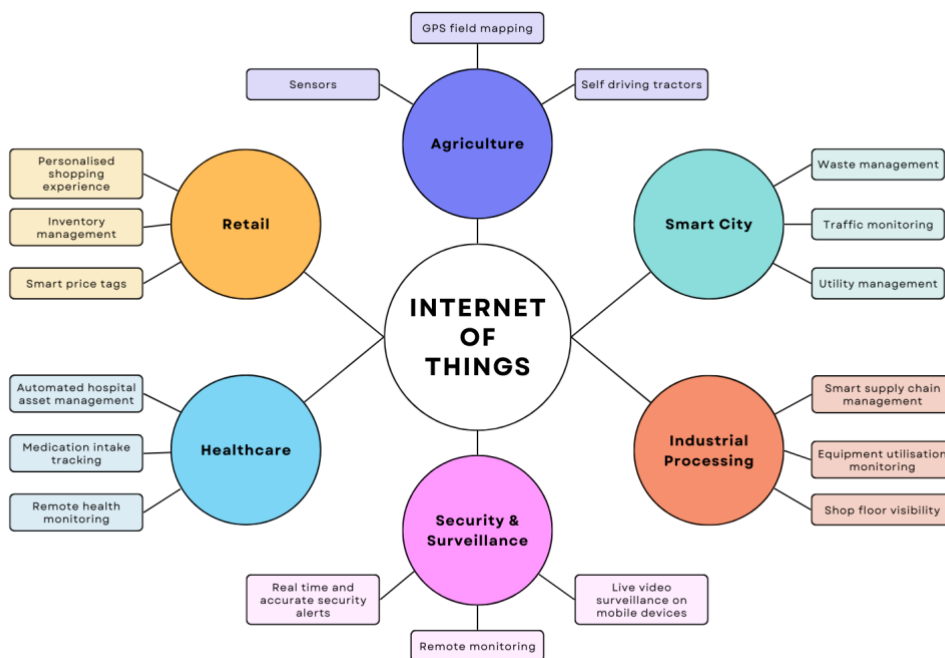 GPS field mapping
Sensors
Self driving tractors
Agriculture
Personalised
shopping
experience
Inventory
management
Smart price tags
Retail
Waste management
Traffic monitoring
Utility management
Smart City
INTERNET
OF
THINGS
Automated hospital
asset management
Medication intake
tracking
Remote health
monitoring
Healthcare
Smart supply chain
management
Equipment utilisation
monitoring
Shop floor visibility
Industrial
Processing
Security &
Surveillance
Real time and
accurate security
alerts
Remote monitoring
Live video
surveillance on
mobile devices